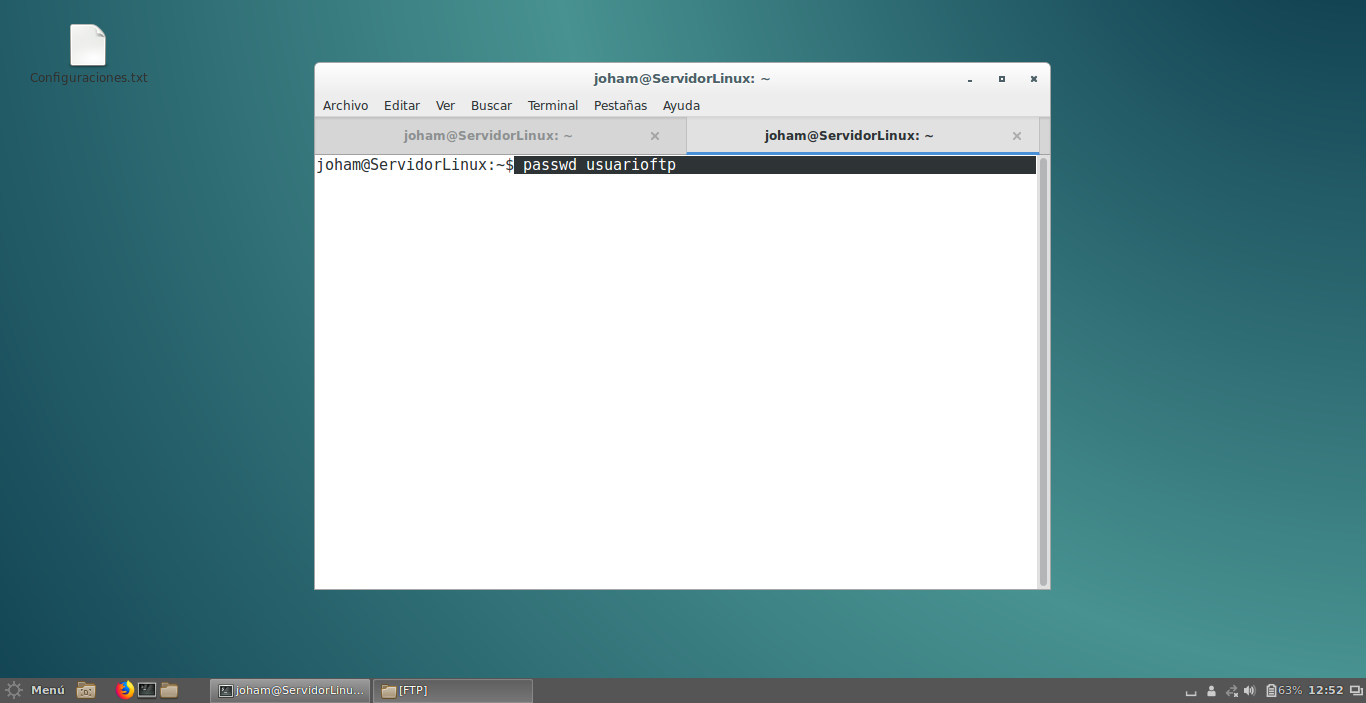 Configuraciones.txt
joham@ServidorLinux: ~
Archivo Editar Ver Buscar Terminal Pestañas Ayuda
joham@ServidorLinux: ~ joham@ServidorLinux: ~
joham@ServidorLinux:~$ passwd usuarioftp
Menú joham@ServidorLinu... [FTP] 63% 12:52